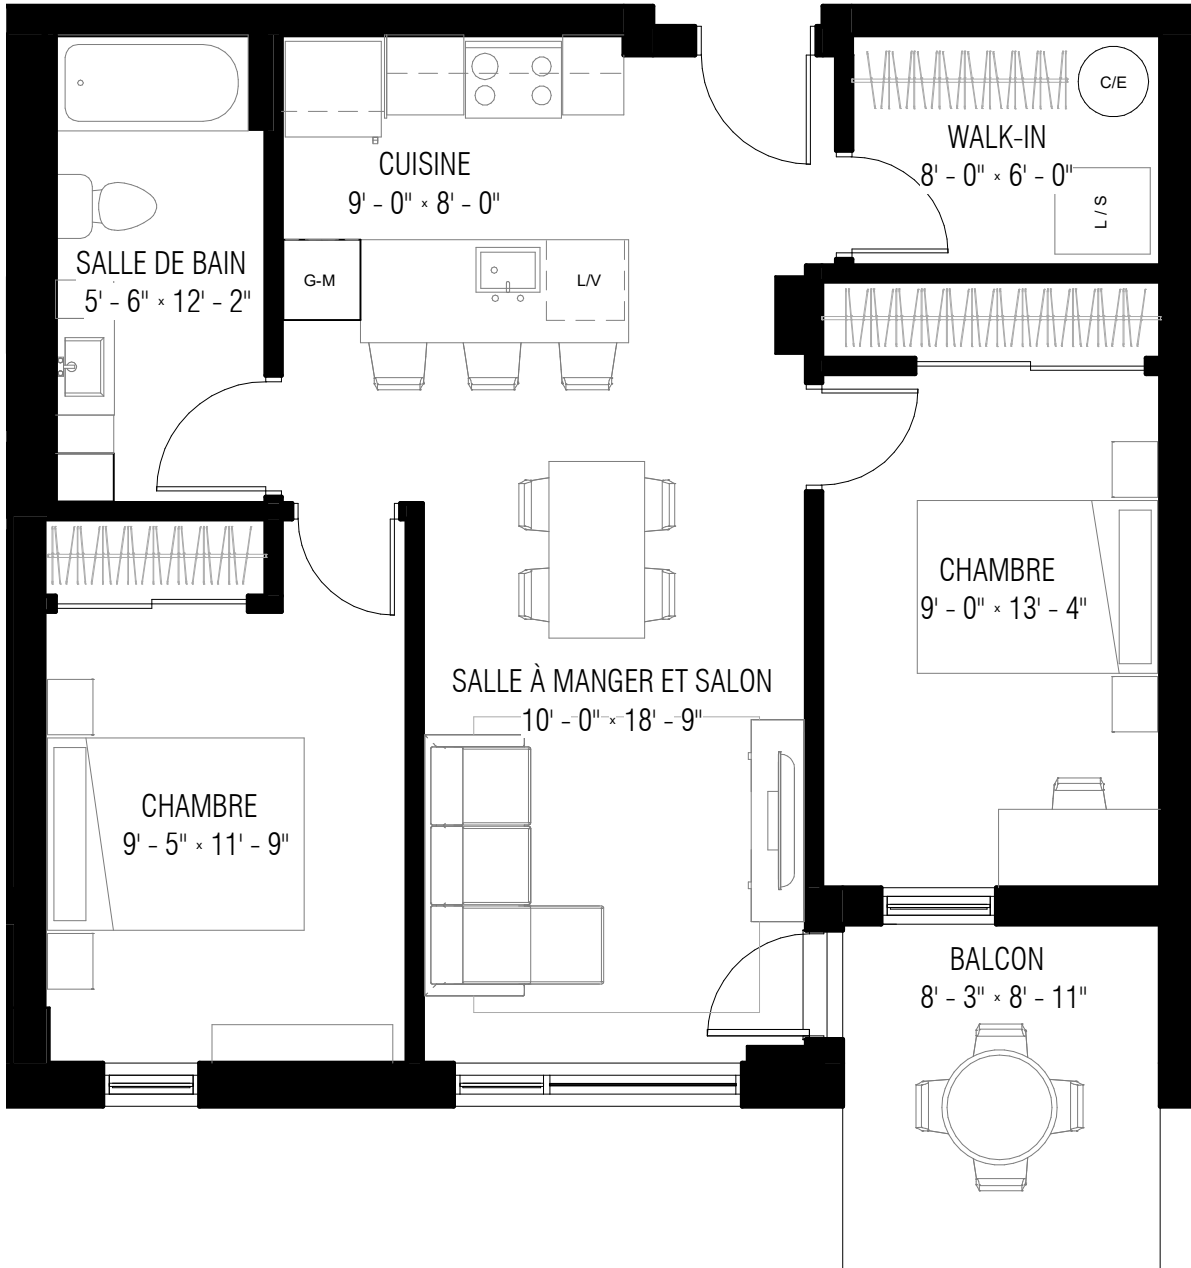 C/E
WALK-IN
8' - 0" x 6' - 0"
L / S
CUISINE
9' - 0" x 8' - 0"
SALLE DE BAIN
5' - 6" x 12' - 2"
G-M
L/V
CHAMBRE
9' - 0" x 13' - 4"
SALLE À MANGER ET SALON
10' - 0" x 18' - 9"
CHAMBRE
9' - 5" x 11' - 9"
BALCON
8' - 3" x 8' - 11"